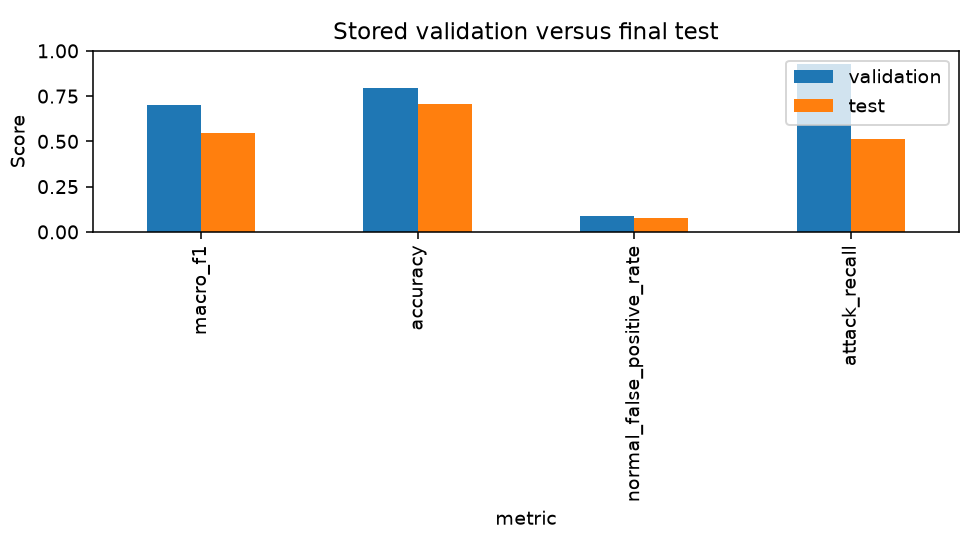 Stored validation versus final test
Score
1.00
0.75
0.50
0.25
0.00
validation
test
macro_f1
accuracy
normal_false_positive_rate
attack_recall
metric